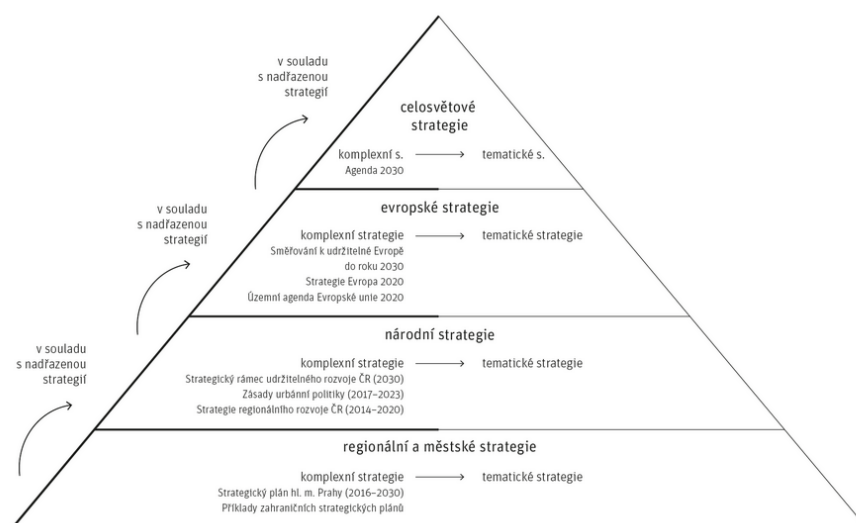 v souladu
s nadřazenou
strategií
celosvětové
strategie
komplexní s.
tematické s.
Agenda 2030
v souladu
s nadřazenou
strategií
evropské strategie
komplexní strategie
tematické strategie
Směřování k udržitelné Evropě
do roku 2030
Strategie Evropa 2020
Územní agenda Evropské unie 2020
v souladu
s nadřazenou
strategií
národní strategie
komplexní strategie
tematické strategie
Strategický rámec udržitelného rozvoje ČR (2030)
Zásady urbánní politiky (2017–2023)
Strategie regionálního rozvoje ČR (2014–2020)
regionální a městské strategie
komplexní strategie
tematické strategie
Strategický plán hl. m. Prahy (2016–2030)
Příklady zahraničních strategických plánů